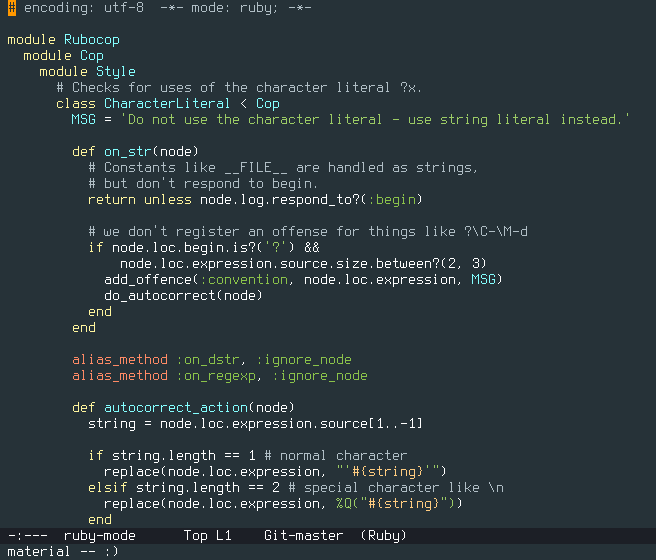 # encoding: utf-8  -*- mode: ruby; -*-
module Rubocop
  module Cop
    module Style
      # Checks for uses of the character literal ?x.
      class CharacterLiteral < Cop
        MSG = 'Do not use the character literal - use string literal instead.'
        def on_str(node)
          # Constants like __FILE__ are handled as strings,
          # but don't respond to begin.
          return unless node.log.respond_to?(:begin)
          # we don't register an offense for things like ?\C-\M-d
          if node.loc.begin.is?('?') &&
              node.loc.expression.source.size.between?(2, 3)
            add_offence(:convention, node.loc.expression, MSG)
            do_autocorrect(node)
          end
        end
        alias_method :on_dstr, :ignore_node
        alias_method :on_regexp, :ignore_node
        def autocorrect_action(node)
          string = node.loc.expression.source[1..-1]
          if string.length == 1 # normal character
            replace(node.loc.expression, "'#{string}'")
          elsif string.length == 2 # special character like \n
            replace(node.loc.expression, %Q("#{string}"))
          end
-:---  ruby-mode      Top L1    Git-master  (Ruby)
material -- :)